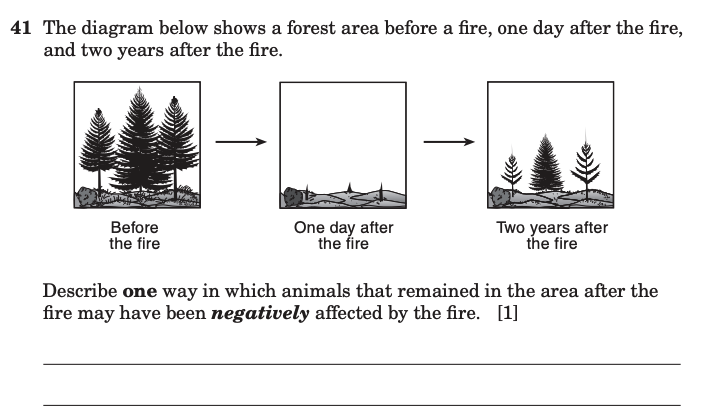 41 The diagram below shows a forest area before a fire, one day after the fire,
and two years after the fire.
Before
the fire
One day after
the fire
Two years after
the fire
Describe one way in which animals that remained in the area after the
fire may have been negatively affected by the fire. [1]